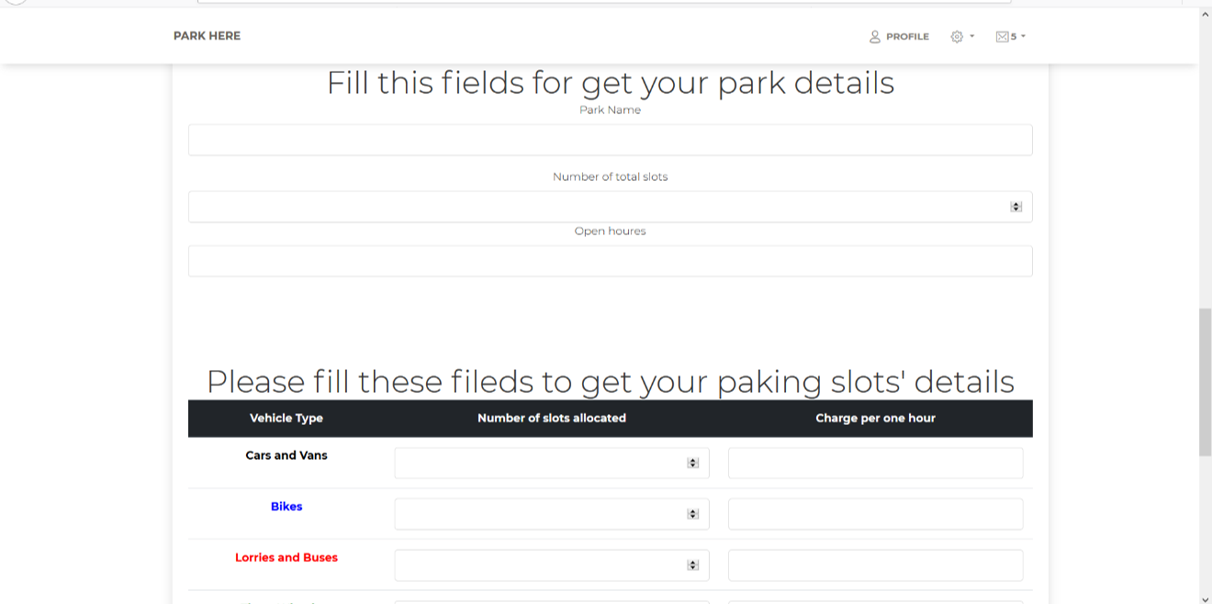 PARK HERE
PROFILE
5
Fill this fields for get your park details
Park Name
Number of total slots
Open houres
Please fill these fileds to get your paking slots' details
Vehicle Type Number of slots allocated Charge per one hour
Cars and Vans
Bikes
Lorries and Buses